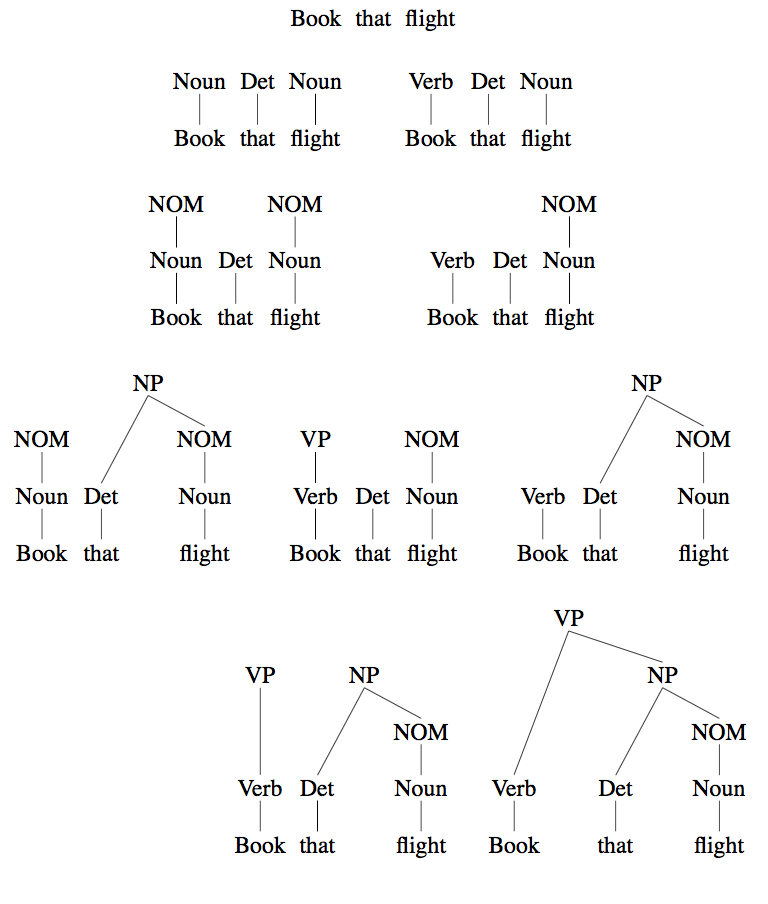 Book that flight
Noun Det Noun Verb Det Noun
Book that flight Book that flight
NOM NOM NOM
Noun Det Noun Verb Det Noun
Book that flight Book that flight
NP NP
NOM NOM VP NOM NOM
Noun Det Noun Verb Det Noun Verb Det Noun
Book that flight Book that flight Book that flight
VP
VP NP NP
NOM NOM
Verb Det Noun Verb Det Noun
Book that flight Book that flight